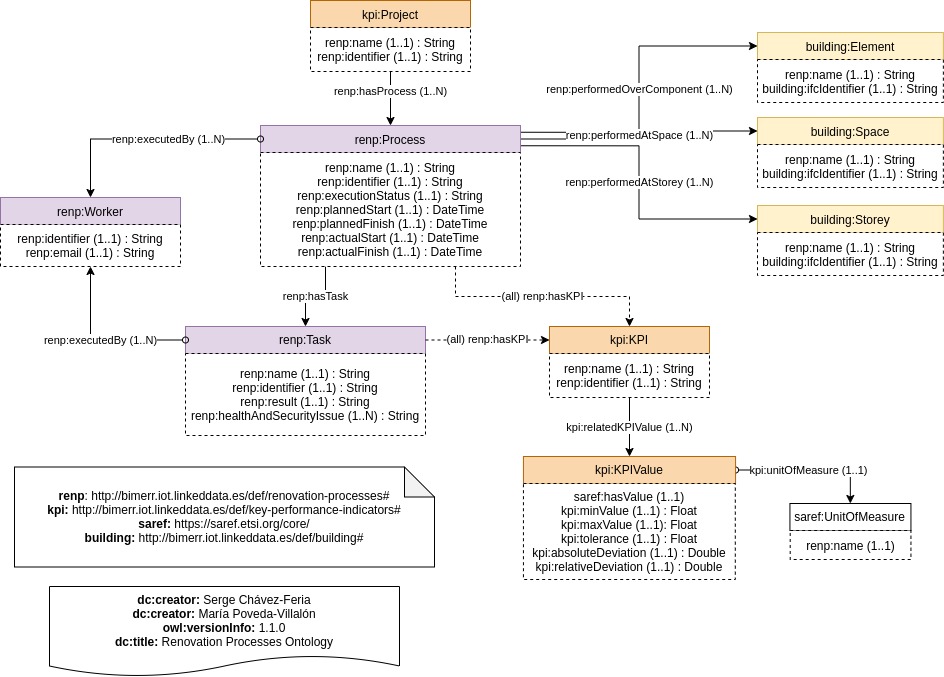 kpi:Project
renp:name (1..1) : String
renp:identifier (1..1) : String
renp:hasProcess (1..N)
building:Element
renp:name (1..1) : String
building:ifcIdentifier (1..1) : String
renp:performedOverComponent (1..N)
renp:executedBy (1..N)
renp:Process
renp:name (1..1) : String
renp:identifier (1..1) : String
renp:executionStatus (1..1) : String
renp:plannedStart (1..1) : DateTime
renp:plannedFinish (1..1) : DateTime
renp:actualStart (1..1) : DateTime
renp:actualFinish (1..1) : DateTime
renp:performedAtSpace (1..N)
building:Space
renp:name (1..1) : String
building:ifcIdentifier (1..1) : String
renp:performedAtStorey (1..N)
building:Storey
renp:name (1..1) : String
building:ifcIdentifier (1..1) : String
renp:Worker
renp:identifier (1..1) : String
renp:email (1..1) : String
renp:hasTask
(all) renp:hasKPI
renp:executedBy (1..N)
renp:Task
renp:name (1..1) : String
renp:identifier (1..1) : String
renp:result (1..1) : String
renp:healthAndSecurityIssue (1..N) : String
(all) renp:hasKPI
kpi:KPI
renp:name (1..1) : String
renp:identifier (1..1) : String
kpi:relatedKPIValue (1..N)
kpi:KPIValue
saref:hasValue (1..1)
kpi:minValue (1..1) : Float
kpi:maxValue (1..1): Float
kpi:tolerance (1..1) : Float
kpi:absoluteDeviation (1..1) : Double
kpi:relativeDeviation (1..1) : Double
kpi:unitOfMeasure (1..1)
saref:UnitOfMeasure
renp:name (1..1)
renp: http://bimerr.iot.linkeddata.es/def/renovation-processes#
kpi: http://bimerr.iot.linkeddata.es/def/key-performance-indicators#
saref: https://saref.etsi.org/core/
building: http://bimerr.iot.linkeddata.es/def/building#
dc:creator: Serge Chávez-Feria
dc:creator: María Poveda-Villalón
owl:versionInfo: 1.1.0
dc:title: Renovation Processes Ontology